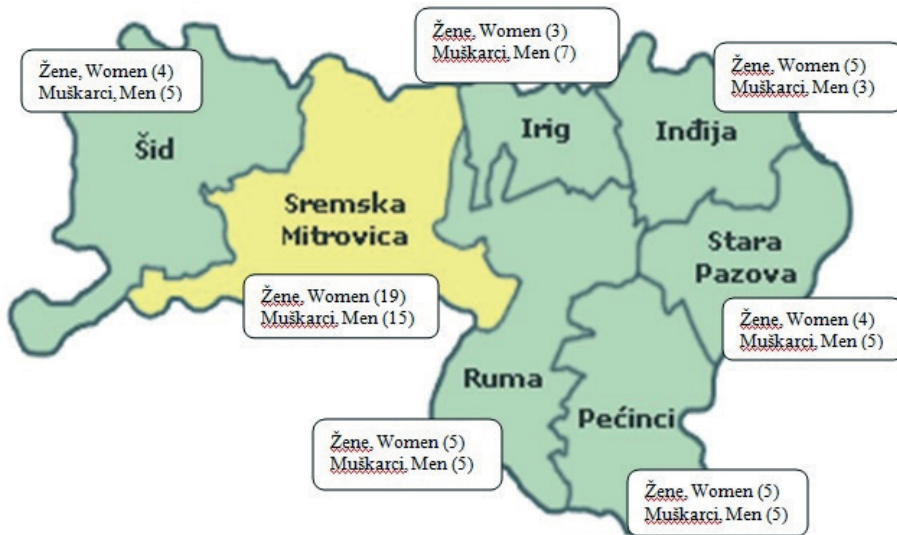 Žene, Women (3)
Muškarci, Men (7)
Žene, Women (4)
Muškarci, Men (5)
Žene, Women (5)
Muškarci, Men (3)
Šid
Irig
Inđija
Sremska
Mitrovica
Stara
Pazova
Žene, Women (19)
Muškarci, Men (15)
Žene, Women (4)
Muškarci, Men (5)
Ruma
Pećinci
Žene, Women (5)
Muškarci, Men (5)
Žene, Women (5)
Muškarci, Men (5)